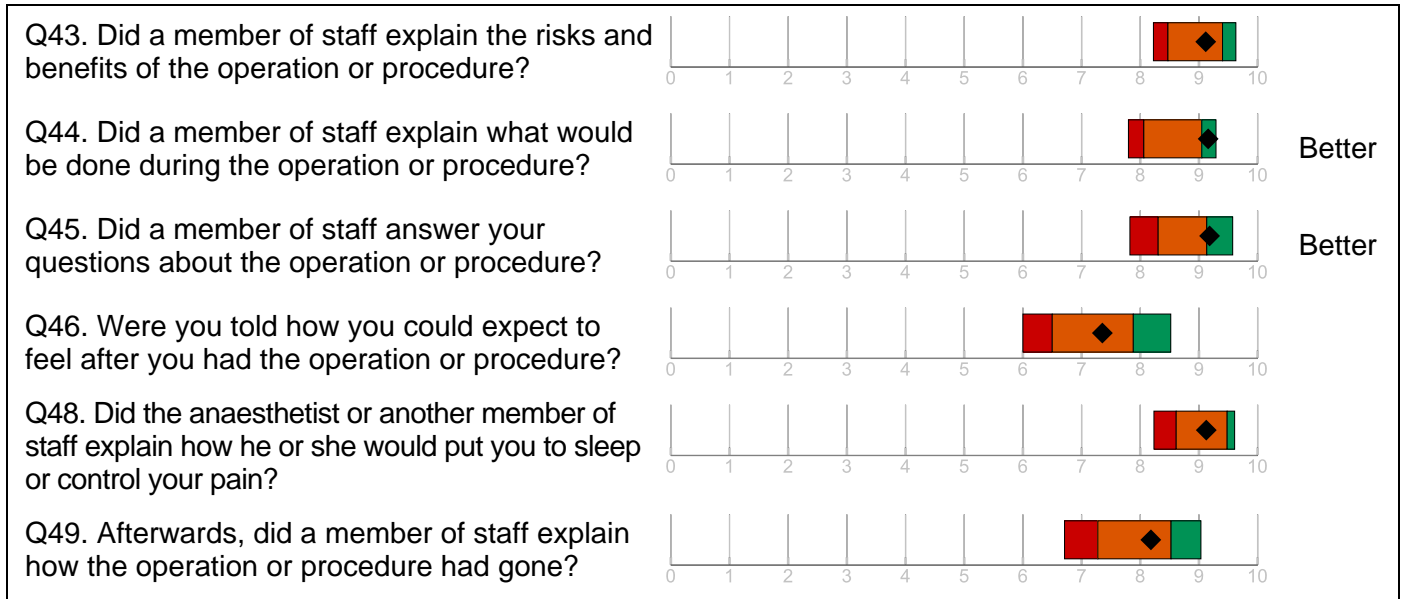 Q43. Did a member of staff explain the risks and
benefits of the operation or procedure?
0 1 2 3 4 5 6 7 8 9 10
Q44. Did a member of staff explain what would
be done during the operation or procedure?
Better
0 1 2 3 4 5 6 7 8 9 10
Q45. Did a member of staff answer your
questions about the operation or procedure?
Better
0 1 2 3 4 5 6 7 8 9 10
Q46. Were you told how you could expect to
feel after you had the operation or procedure?
0 1 2 3 4 5 6 7 8 9 10
Q48. Did the anaesthetist or another member of
staff explain how he or she would put you to sleep
or control your pain?
0 1 2 3 4 5 6 7 8 9 10
Q49. Afterwards, did a member of staff explain
how the operation or procedure had gone?
0 1 2 3 4 5 6 7 8 9 10